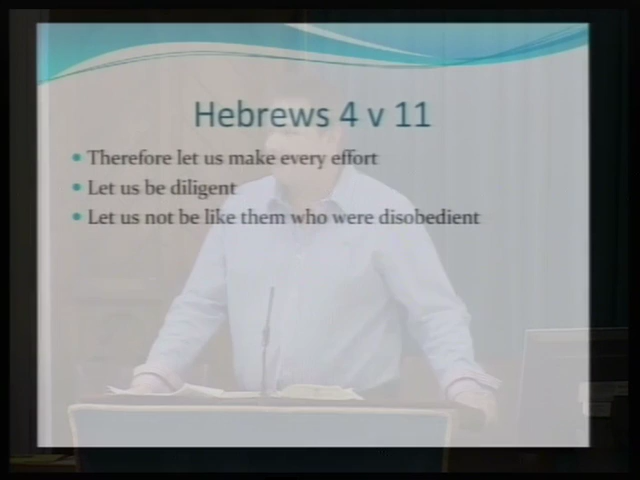 Hebrews 4 v 11
Therefore let us make every effort
Let us be diligent
Let us not be like them who were disobedient